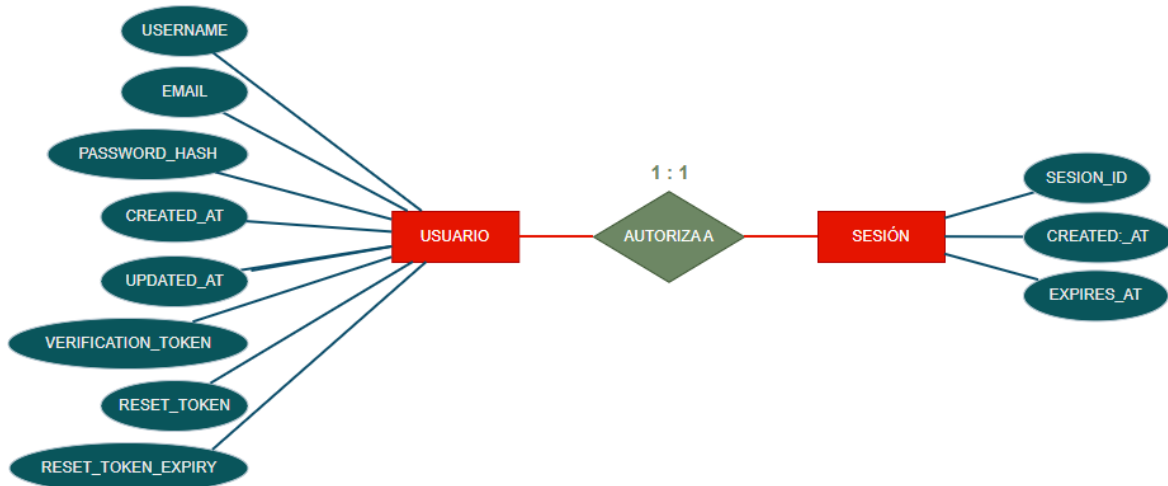 USERNAME
EMAIL
PASSWORD_HASH
CREATED_AT
UPDATED_AT
VERIFICATION_TOKEN
RESET_TOKEN
RESET_TOKEN_EXPIRY
USUARIO
1 : 1
AUTORIZA A
SESIÓN
SESION_ID
CREATED:_AT
EXPIRES_AT